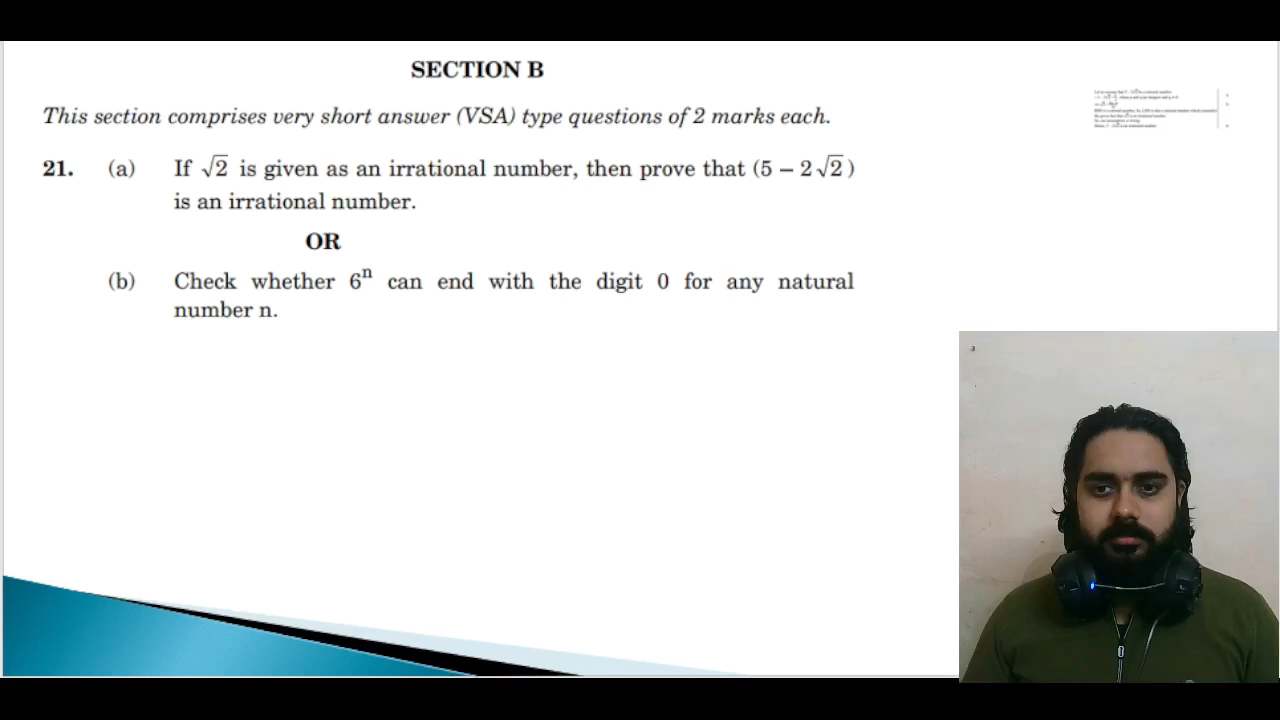 SECTION B
This section comprises very short answer (VSA) type questions of 2 marks each.
21. (a) If √2 is given as an irrational number, then prove that (5 – 2√2)
is an irrational number.
OR
(b) Check whether 6ⁿ can end with the digit 0 for any natural
number n.